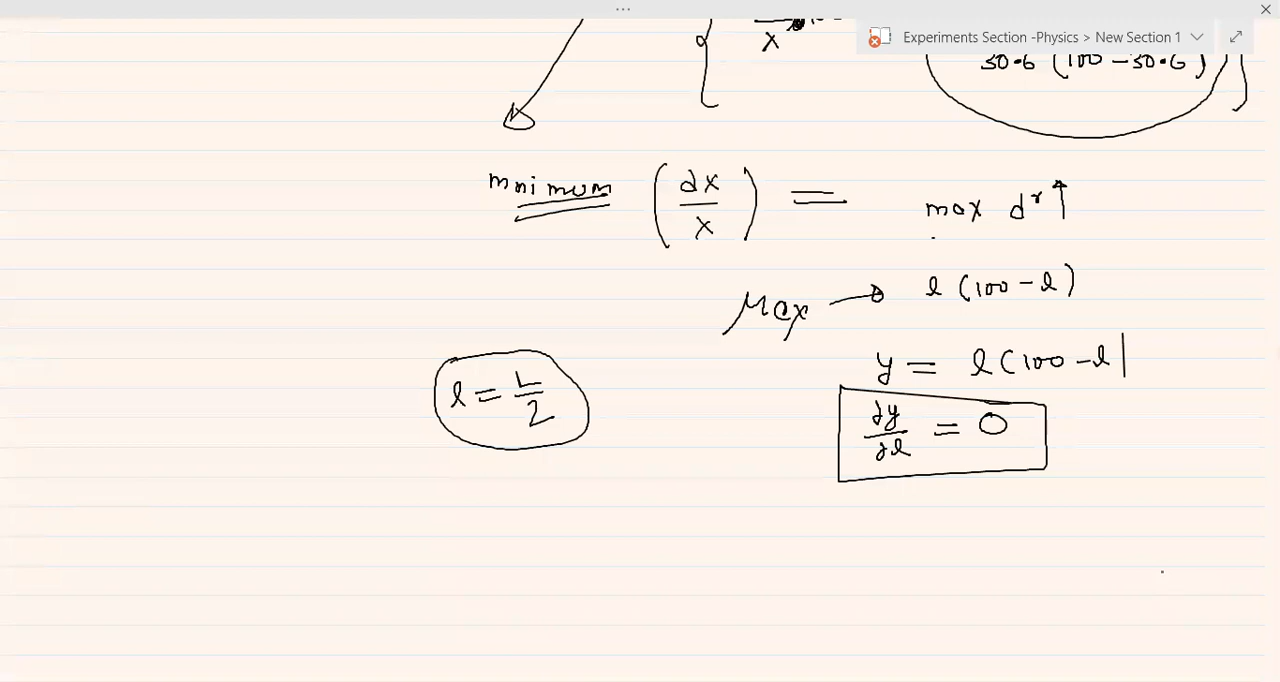 Experiments Section -Physics > New Section 1
x
30.6 (100 - 30.6)
mnimum (dx/x) =
max dr ↑
Max → l (100 - l)
y = l (100 - l|
l = L/2
dy/dl = 0